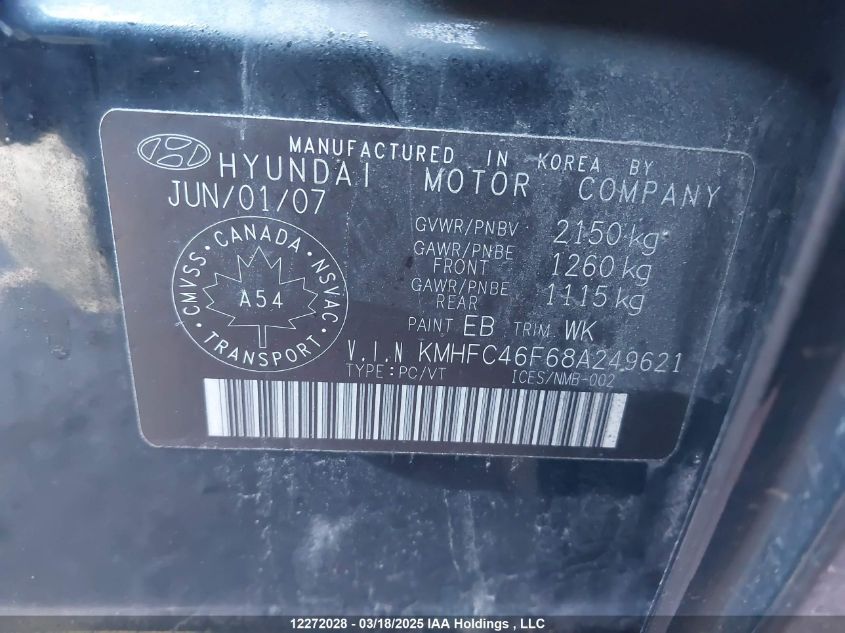 MANUFACTURED IN KOREA BY
HYUNDAI MOTOR COMPANY
JUN/01/07
GVWR/PNBV 2150 kg
GAWR/PNBE
FRONT 1260 kg
GAWR/PNBE
REAR 1115 kg
CMVSS · CANADA · NSVAC · TRANSPORT ·
A54
PAINT EB TRIM WK
V.I.N KMHFC46F68A249621
TYPE:PC/VT ICES/NMB-002
12272028 - 03/18/2025 IAA Holdings , LLC